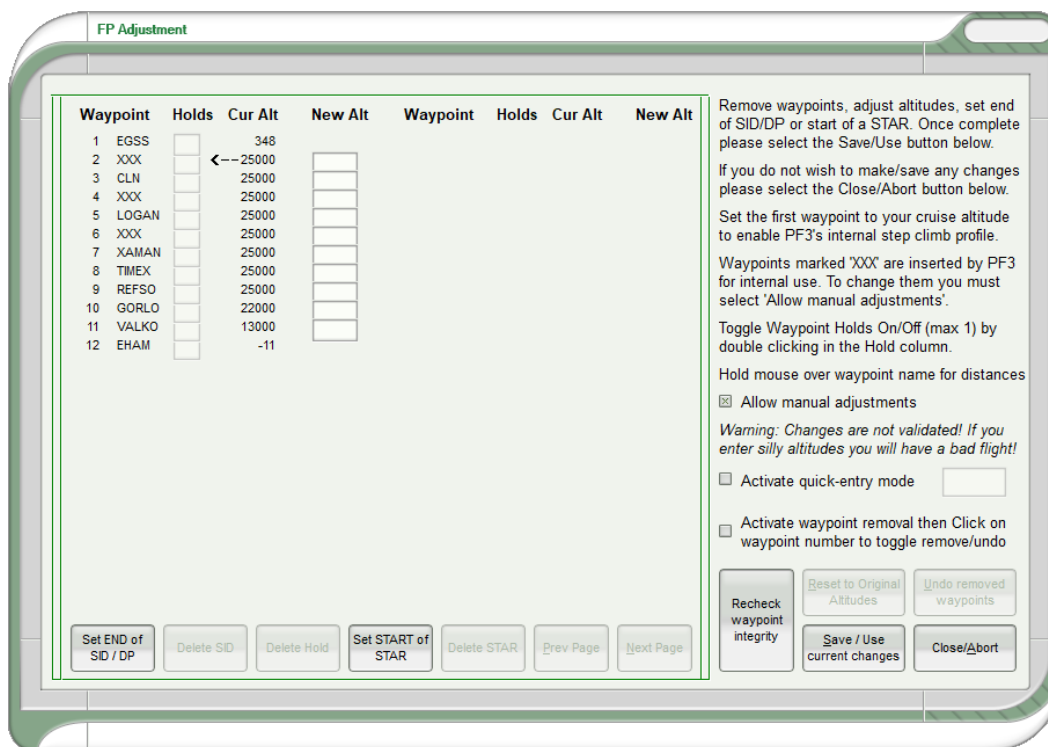 FP Adjustment
Waypoint Holds Cur Alt New Alt Waypoint Holds Cur Alt New Alt
1 EGSS 348
2 XXX <--25000
3 CLN 25000
4 XXX 25000
5 LOGAN 25000
6 XXX 25000
7 XAMAN 25000
8 TIMEX 25000
9 REFSO 25000
10 GORLO 22000
11 VALKO 13000
12 EHAM -11
Remove waypoints, adjust altitudes, set end
of SID/DP or start of a STAR. Once complete
please select the Save/Use button below.
If you do not wish to make/save any changes
please select the Close/Abort button below.
Set the first waypoint to your cruise altitude
to enable PF3's internal step climb profile.
Waypoints marked 'XXX' are inserted by PF3
for internal use. To change them you must
select 'Allow manual adjustments'.
Toggle Waypoint Holds On/Off (max 1) by
double clicking in the Hold column.
Hold mouse over waypoint name for distances
Allow manual adjustments
Warning: Changes are not validated! If you
enter silly altitudes you will have a bad flight!
Activate quick-entry mode
Activate waypoint removal then Click on
waypoint number to toggle remove/undo
Recheck
waypoint
integrity
Reset to Original
Altitudes
Undo removed
waypoints
Save / Use
current changes
Close/Abort
Set END of
SID / DP
Delete SID
Delete Hold
Set START of
STAR
Delete STAR
Prev Page
Next Page